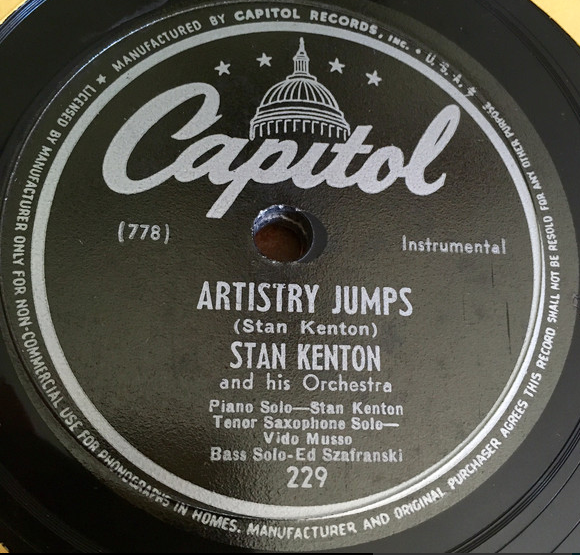 ★ MANUFACTURED BY CAPITOL RECORDS, INC. • U. S. A. ★
LICENSED BY MANUFACTURER ONLY FOR NON-COMMERCIAL USE FOR PHONOGRAPHS IN HOMES. MANUFACTURER AND ORIGINAL PURCHASER AGREES THIS RECORD SHALL NOT BE RESOLD FOR ANY OTHER PURPOSE
Capitol
(778)
Instrumental
ARTISTRY JUMPS
(Stan Kenton)
STAN KENTON
and his Orchestra
Piano Solo—Stan Kenton
Tenor Saxophone Solo—
Vido Musso
Bass Solo-Ed Szafranski
229